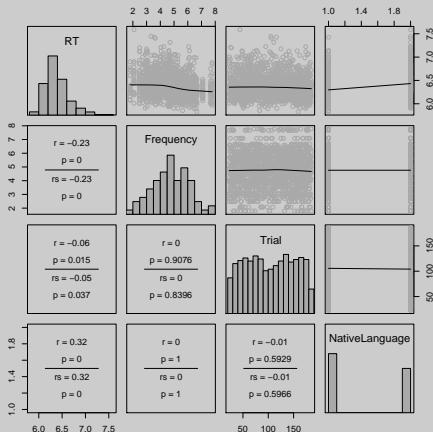 2 3 4 5 6 7 8
1.0 1.4 1.8
RT
6.0 6.5 7.0 7.5
Frequency
2 3 4 5 6 7 8
r = −0.23
p = 0
rs = −0.23
p = 0
Trial
50 100 150
r = −0.06
p = 0.015
rs = −0.05
p = 0.037
r = 0
p = 0.9076
rs = 0
p = 0.8396
NativeLanguage
1.0 1.2 1.4 1.6 1.8
r = 0.32
p = 0
rs = 0.32
p = 0
r = 0
p = 1
rs = 0
p = 1
r = −0.01
p = 0.5929
rs = −0.01
p = 0.5966
6.0 6.5 7.0 7.5
50 100 150